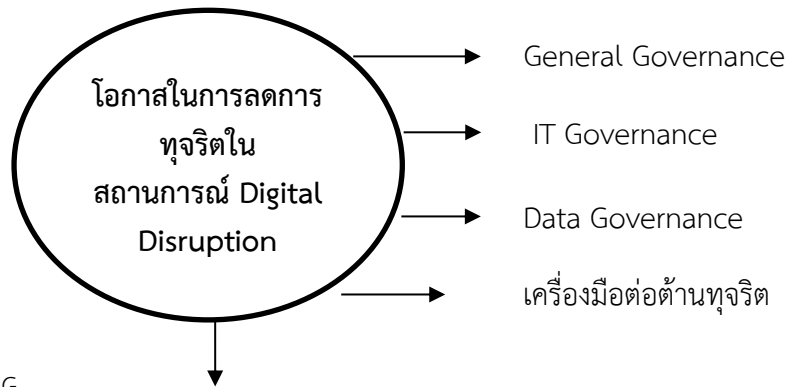 โอกาสในการลดการ
ทุจริตใน
สถานการณ์ Digital
Disruption
General Governance
IT Governance
Data Governance
เครื่องมือต่อต้านทุจริต
G